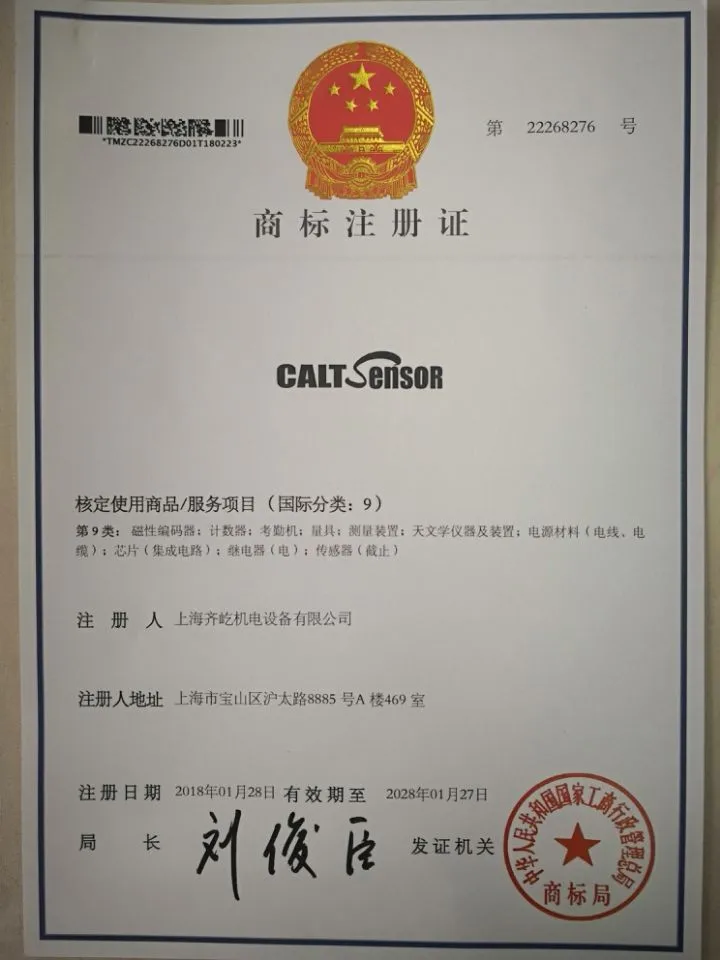 *TMZC22268276D01T180223*
第 22268276 号
商标注册证
CALTSensor
核定使用商品/服务项目（国际分类：9）
第9类：磁性编码器；计数器；考勤机；量具；测量装置；天文学仪器及装置；电源材料（电线、电
缆）；芯片（集成电路）；继电器（电）；传感器（截止）
注 册 人 上海齐屹机电设备有限公司
注册人地址 上海市宝山区沪太路8885 号A 楼469 室
注册日期 2018年01月28日 有效期至 2028年01月27日
局 长 刘俊臣 发证机关
中华人民共和国国家工商行政管理总局
商标局